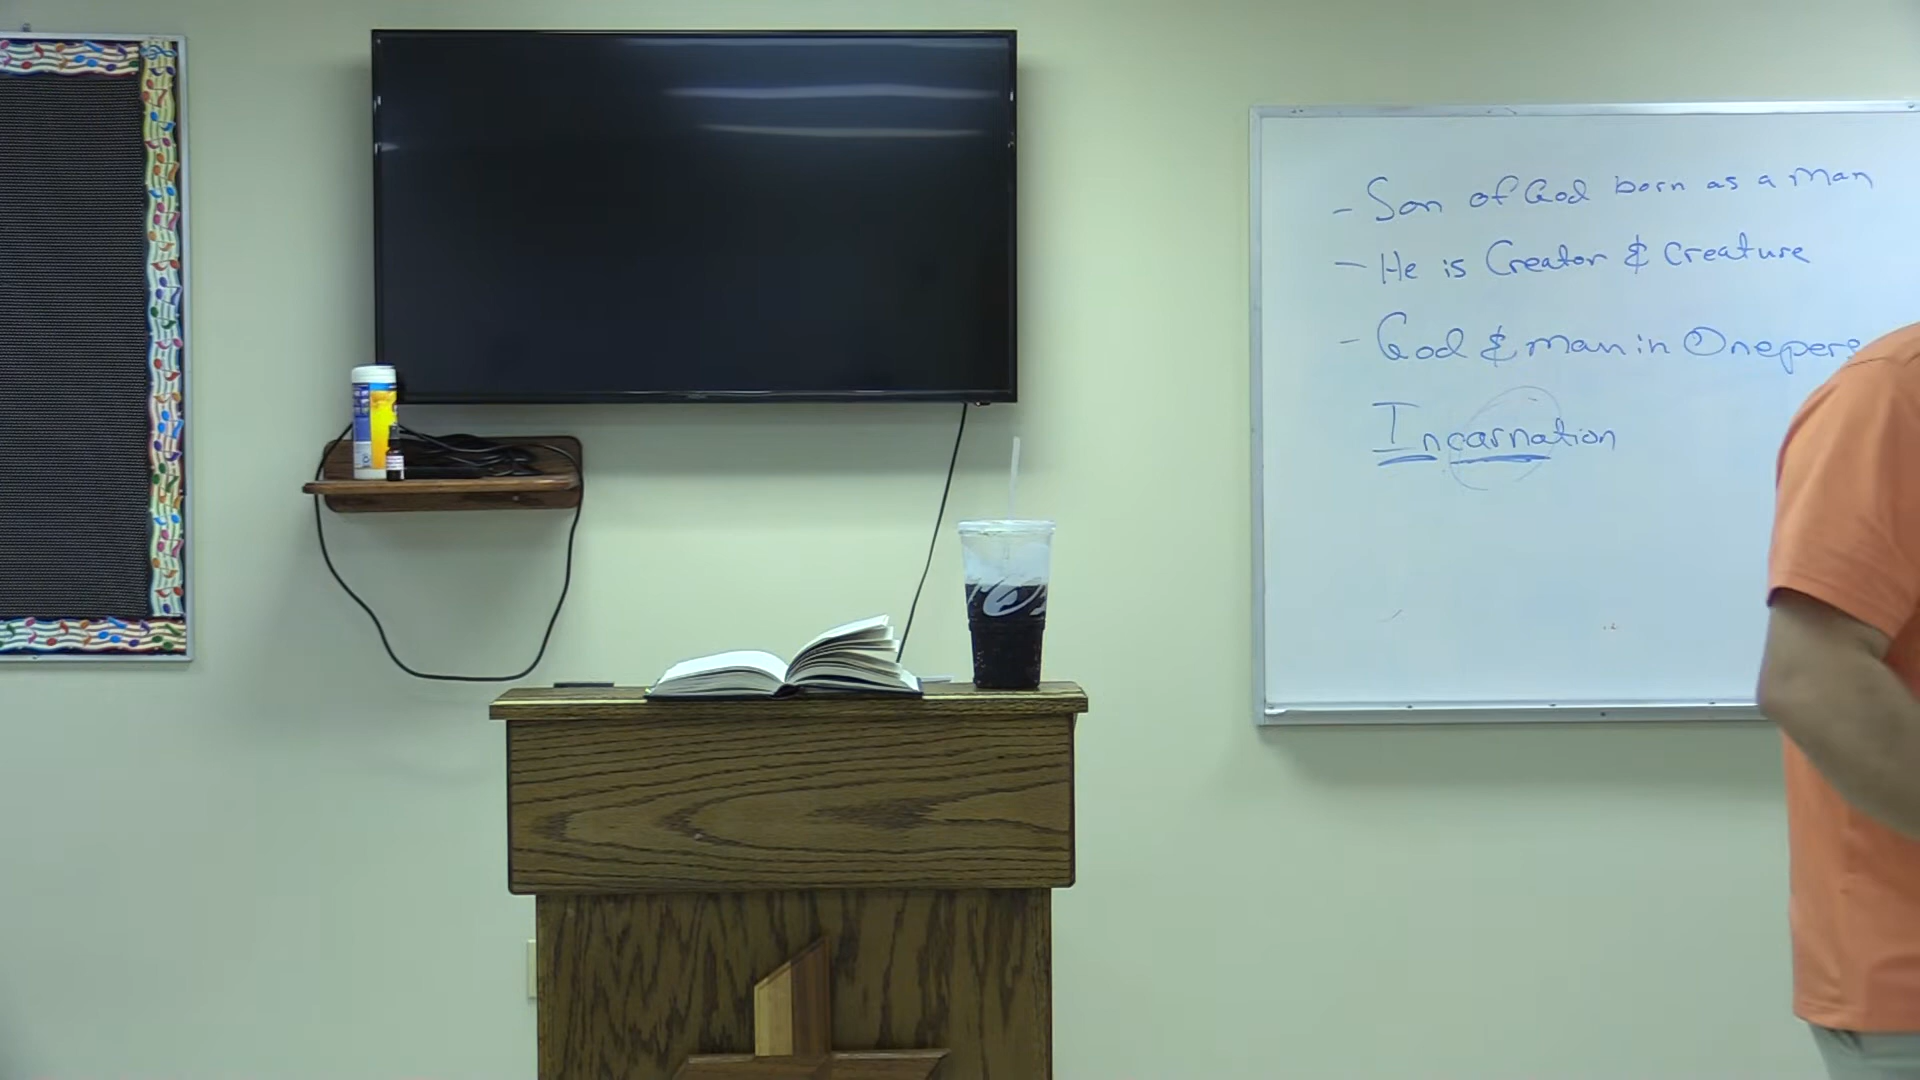 - Son of God born as a Man
- He is Creator & Creature
- God & man in One pers
Incarnation